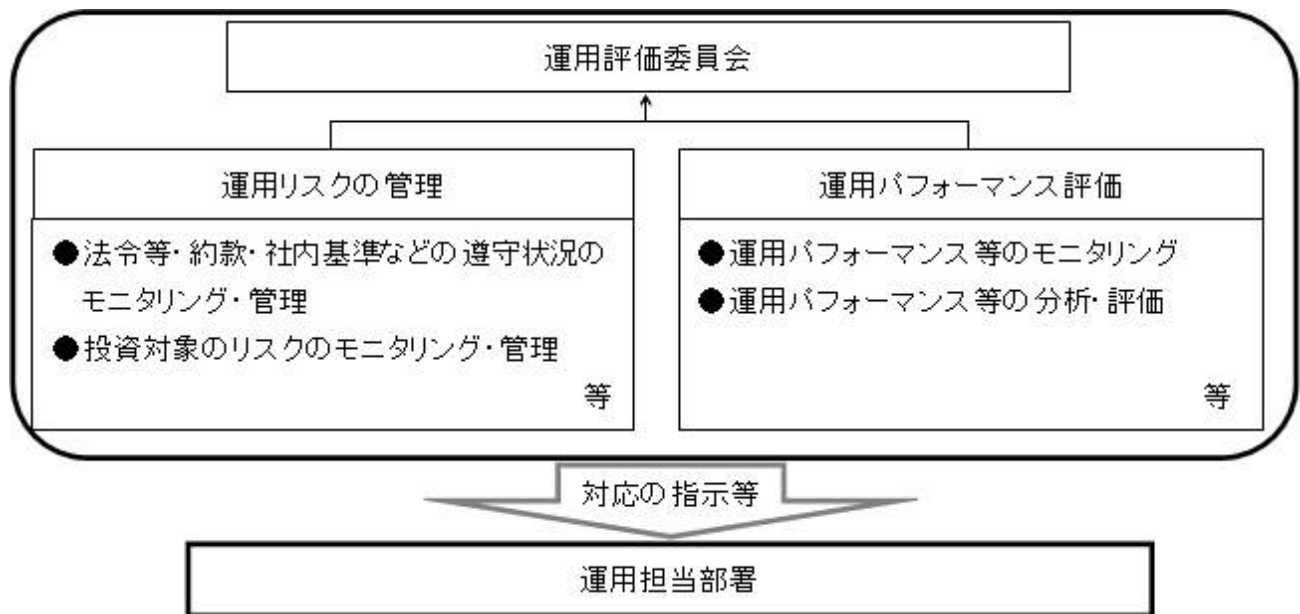 運用評価委員会
運用リスクの管理
●法令等・約款・社内基準などの遵守状況の
モニタリング・管理
●投資対象のリスクのモニタリング・管理
等
運用パフォーマンス評価
●運用パフォーマンス等のモニタリング
●運用パフォーマンス等の分析・評価
等
対応の指示等
運用担当部署